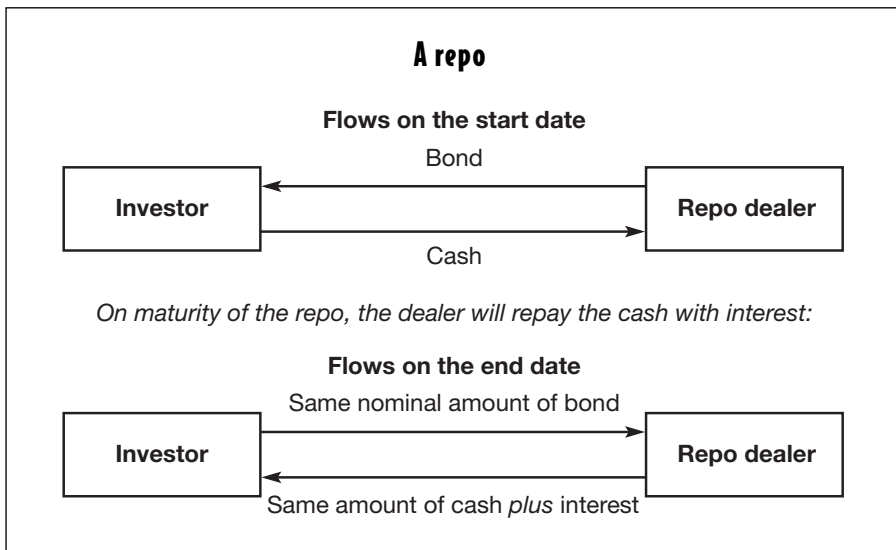 A repo
Flows on the start date
Bond
Investor
Repo dealer
Cash
On maturity of the repo, the dealer will repay the cash with interest:
Flows on the end date
Same nominal amount of bond
Investor
Repo dealer
Same amount of cash plus interest